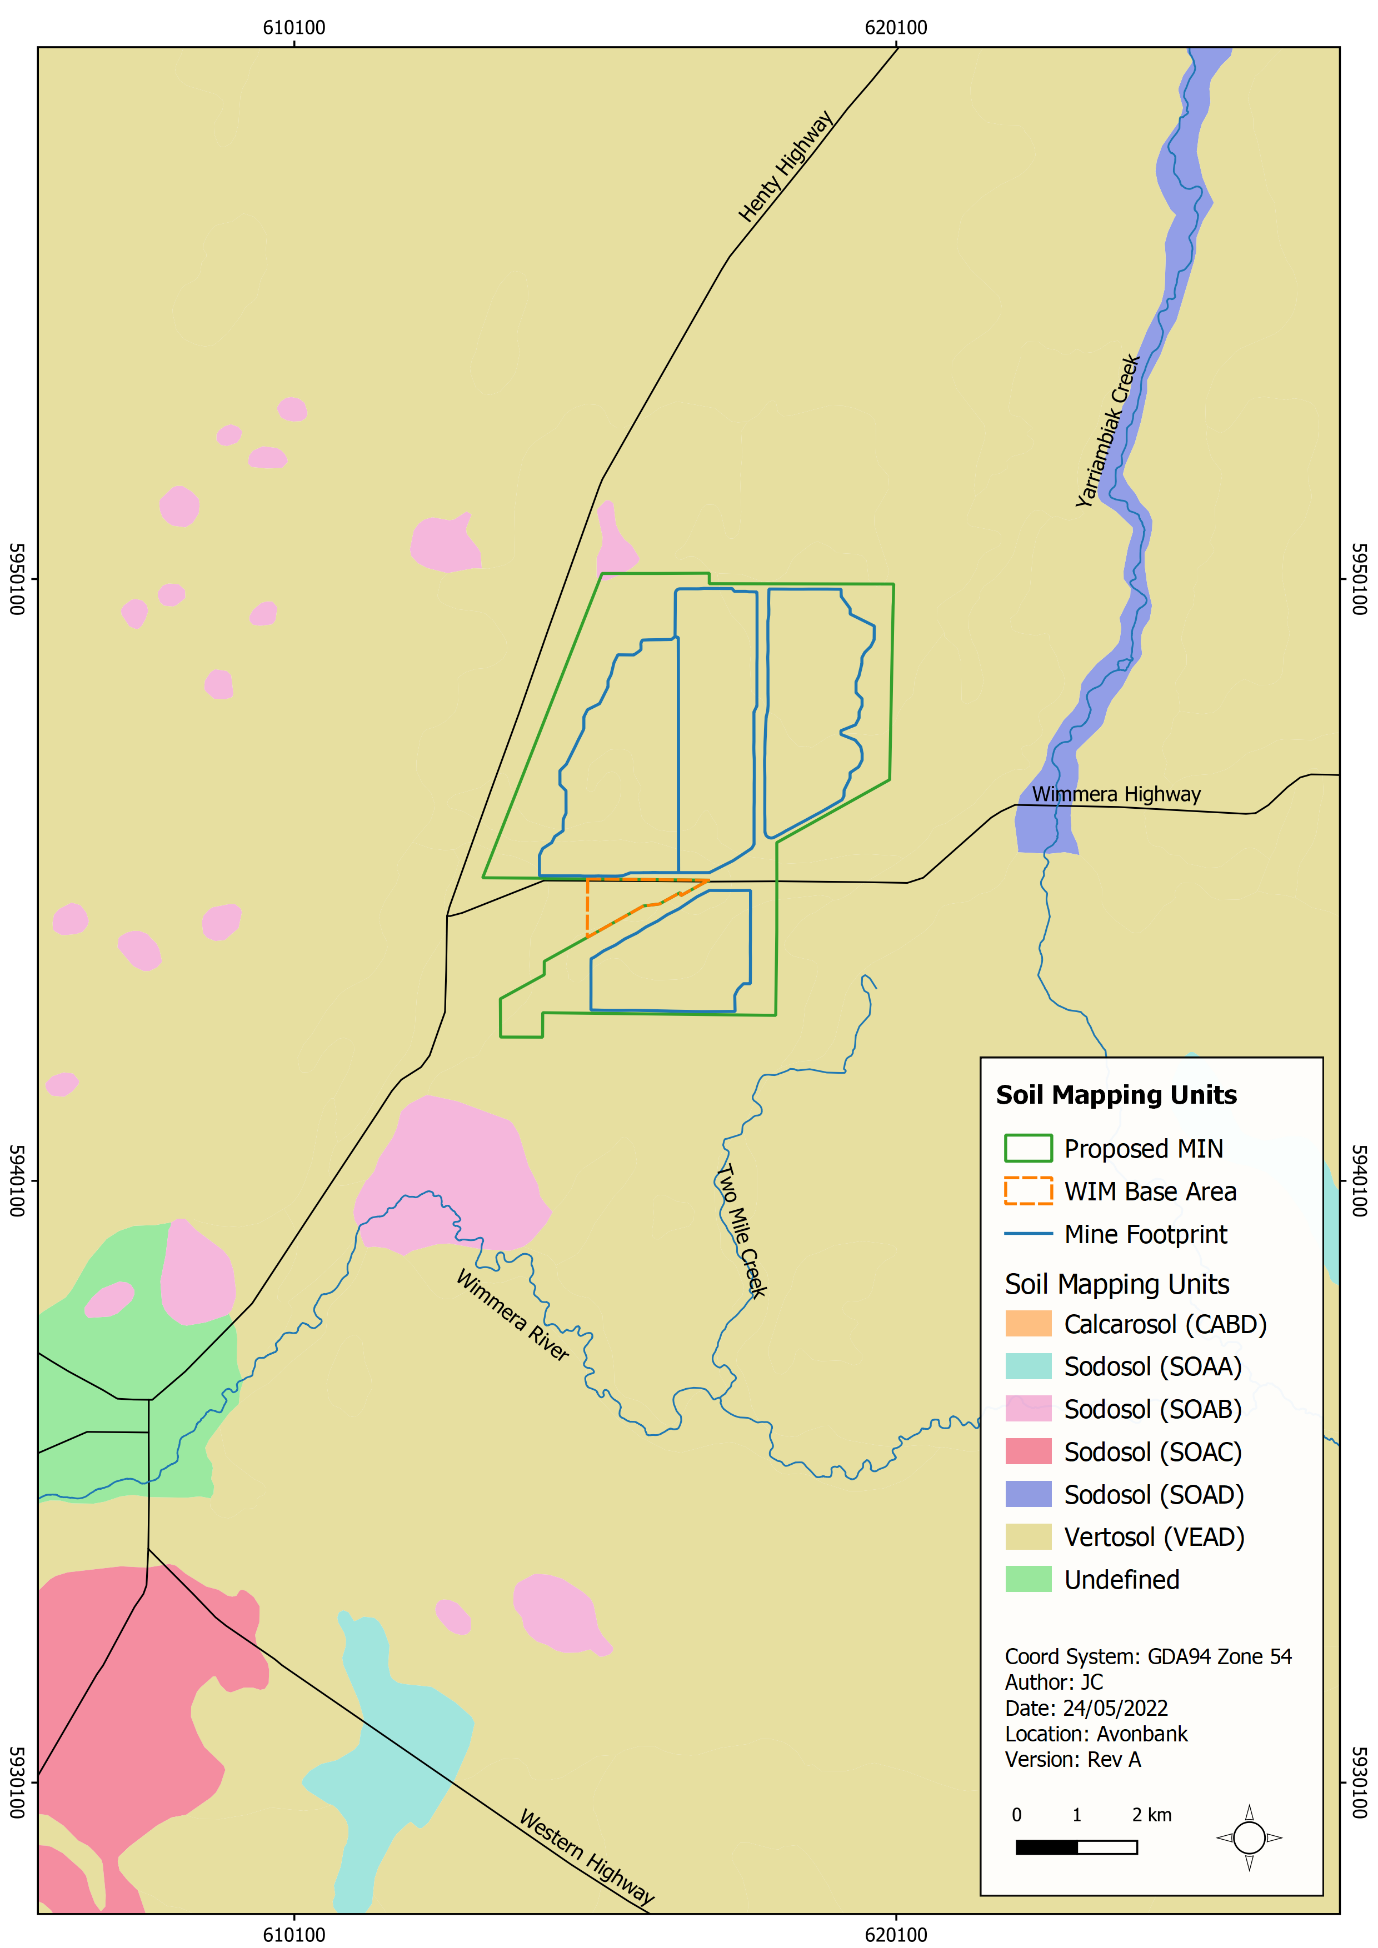 610100
620100
Henty Highway
Yarriambiak Creek
5950100
5950100
Wimmera Highway
5940100
5940100
Two Mile Creek
Wimmera River
Soil Mapping Units
Proposed MIN
WIM Base Area
Mine Footprint
Soil Mapping Units
Calcarosol (CABD)
Sodosol (SOAA)
Sodosol (SOAB)
Sodosol (SOAC)
Sodosol (SOAD)
Vertosol (VEAD)
Undefined
Coord System: GDA94 Zone 54
Author: JC
Date: 24/05/2022
Location: Avonbank
Version: Rev A
0 1 2 km
5930100
5930100
Western Highway
610100
620100